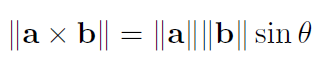 ‖a × b‖ = ‖a‖‖b‖ sin θ